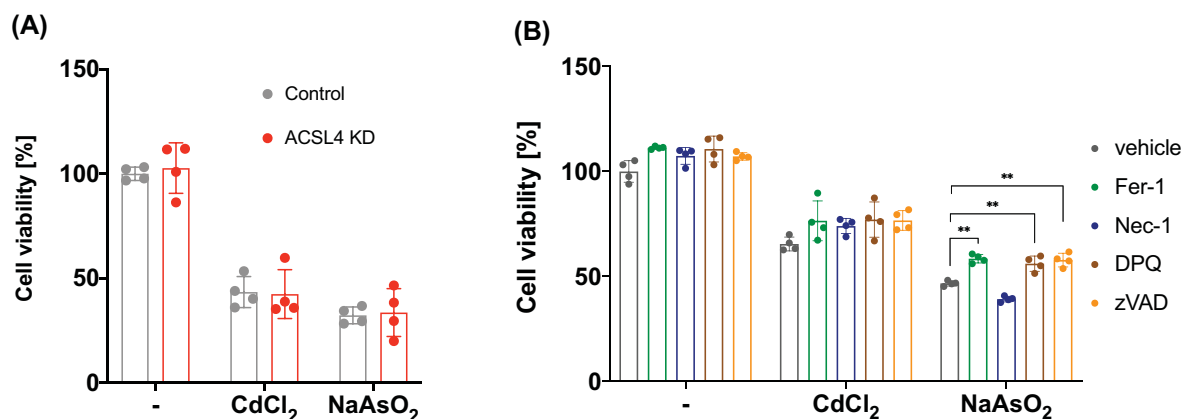 (A)
Cell viability [%]
150
100
50
0
Control
ACSL4 KD
-
CdCl₂
NaAsO₂
(B)
Cell viability [%]
150
100
50
0
**
**
**
-
CdCl₂
NaAsO₂
vehicle
Fer-1
Nec-1
DPQ
zVAD